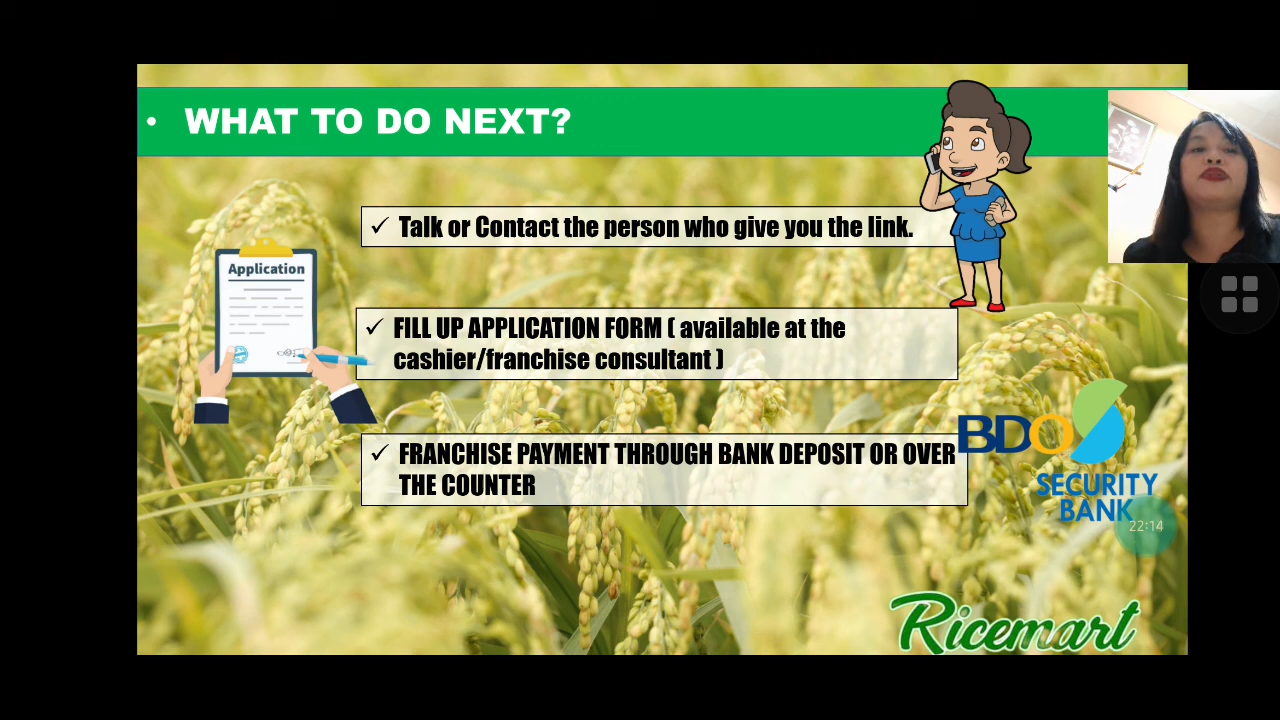 • WHAT TO DO NEXT?
✓ Talk or Contact the person who give you the link.
Application
✓ FILL UP APPLICATION FORM ( available at the
cashier/franchise consultant )
✓ FRANCHISE PAYMENT THROUGH BANK DEPOSIT OR OVER
THE COUNTER
BDO
SECURITY
BANK
22:14
Ricemart